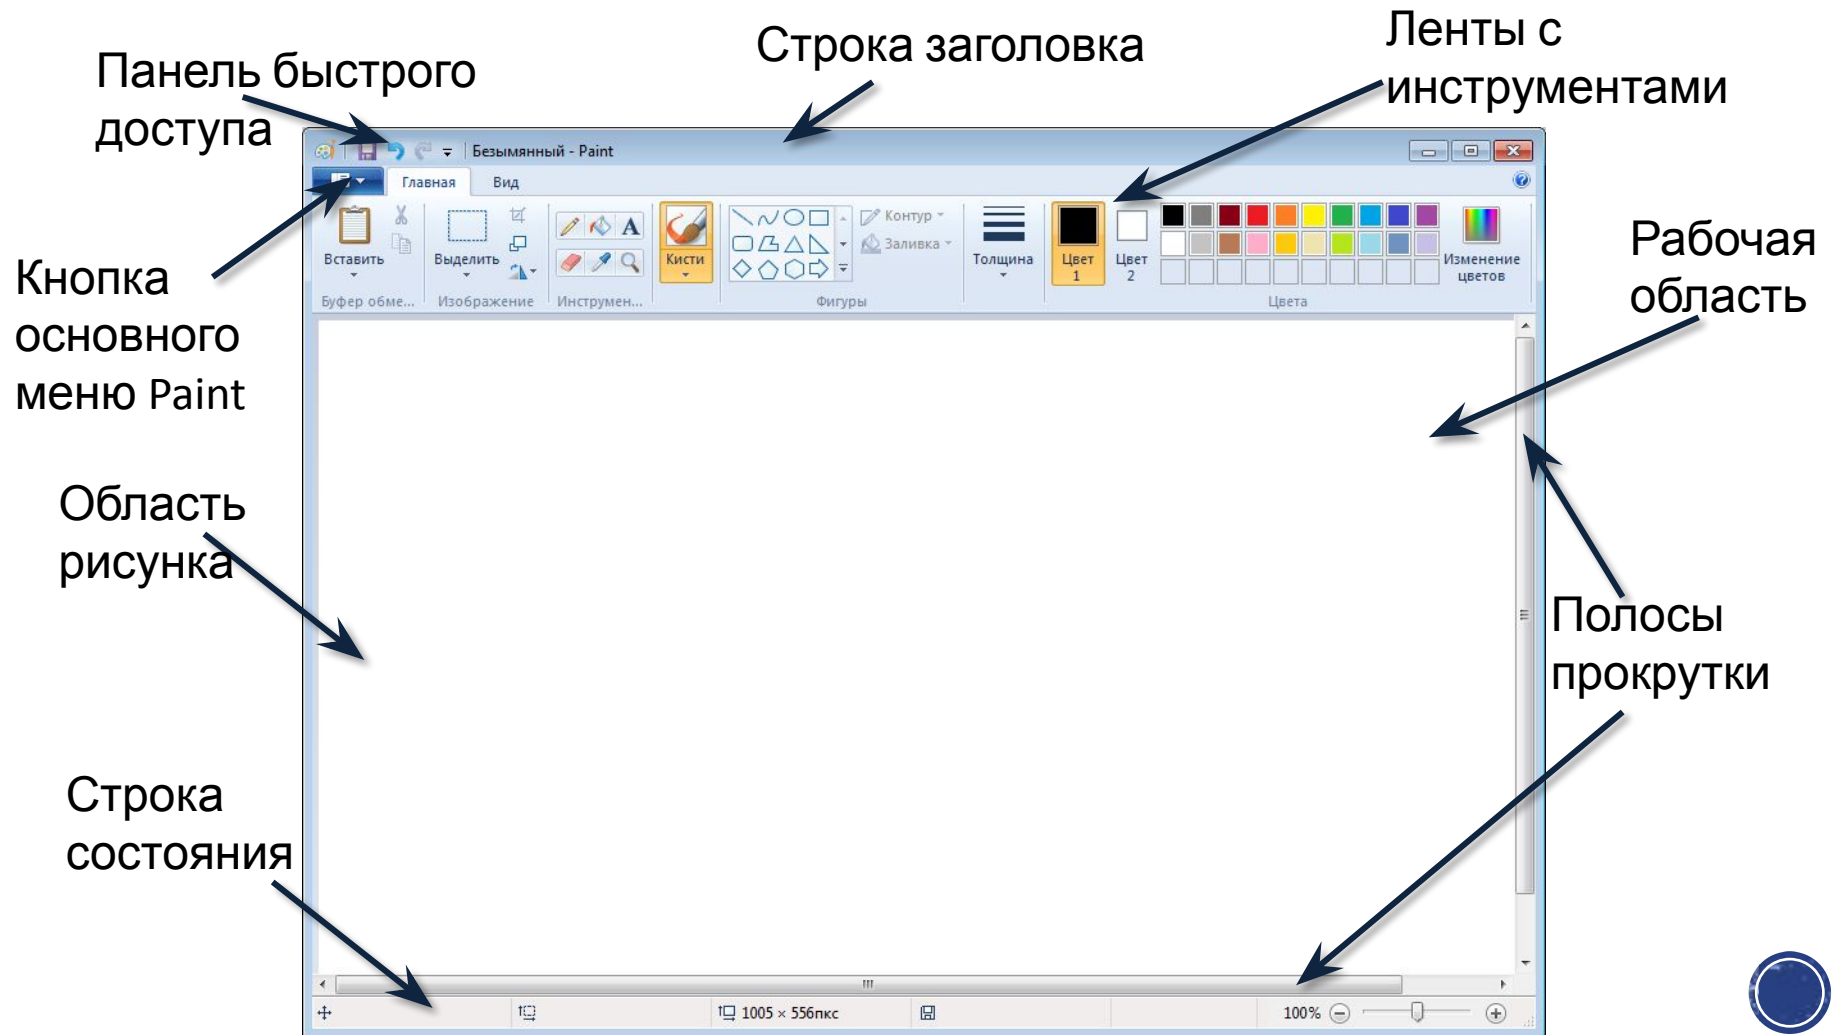 Строка заголовка
Ленты с
инструментами
Панель быстрого
доступа
Безымянный - Paint
Главная
Вид
Вставить
Выделить
Кисти
Контур
Заливка
Толщина
Цвет
1
Цвет
2
Изменение
цветов
Буфер обме...
Изображение
Инструмен...
Фигуры
Цвета
Кнопка
основного
меню Paint
Рабочая
область
Область
рисунка
Полосы
прокрутки
Строка
состояния
1005 × 556пкс
100%